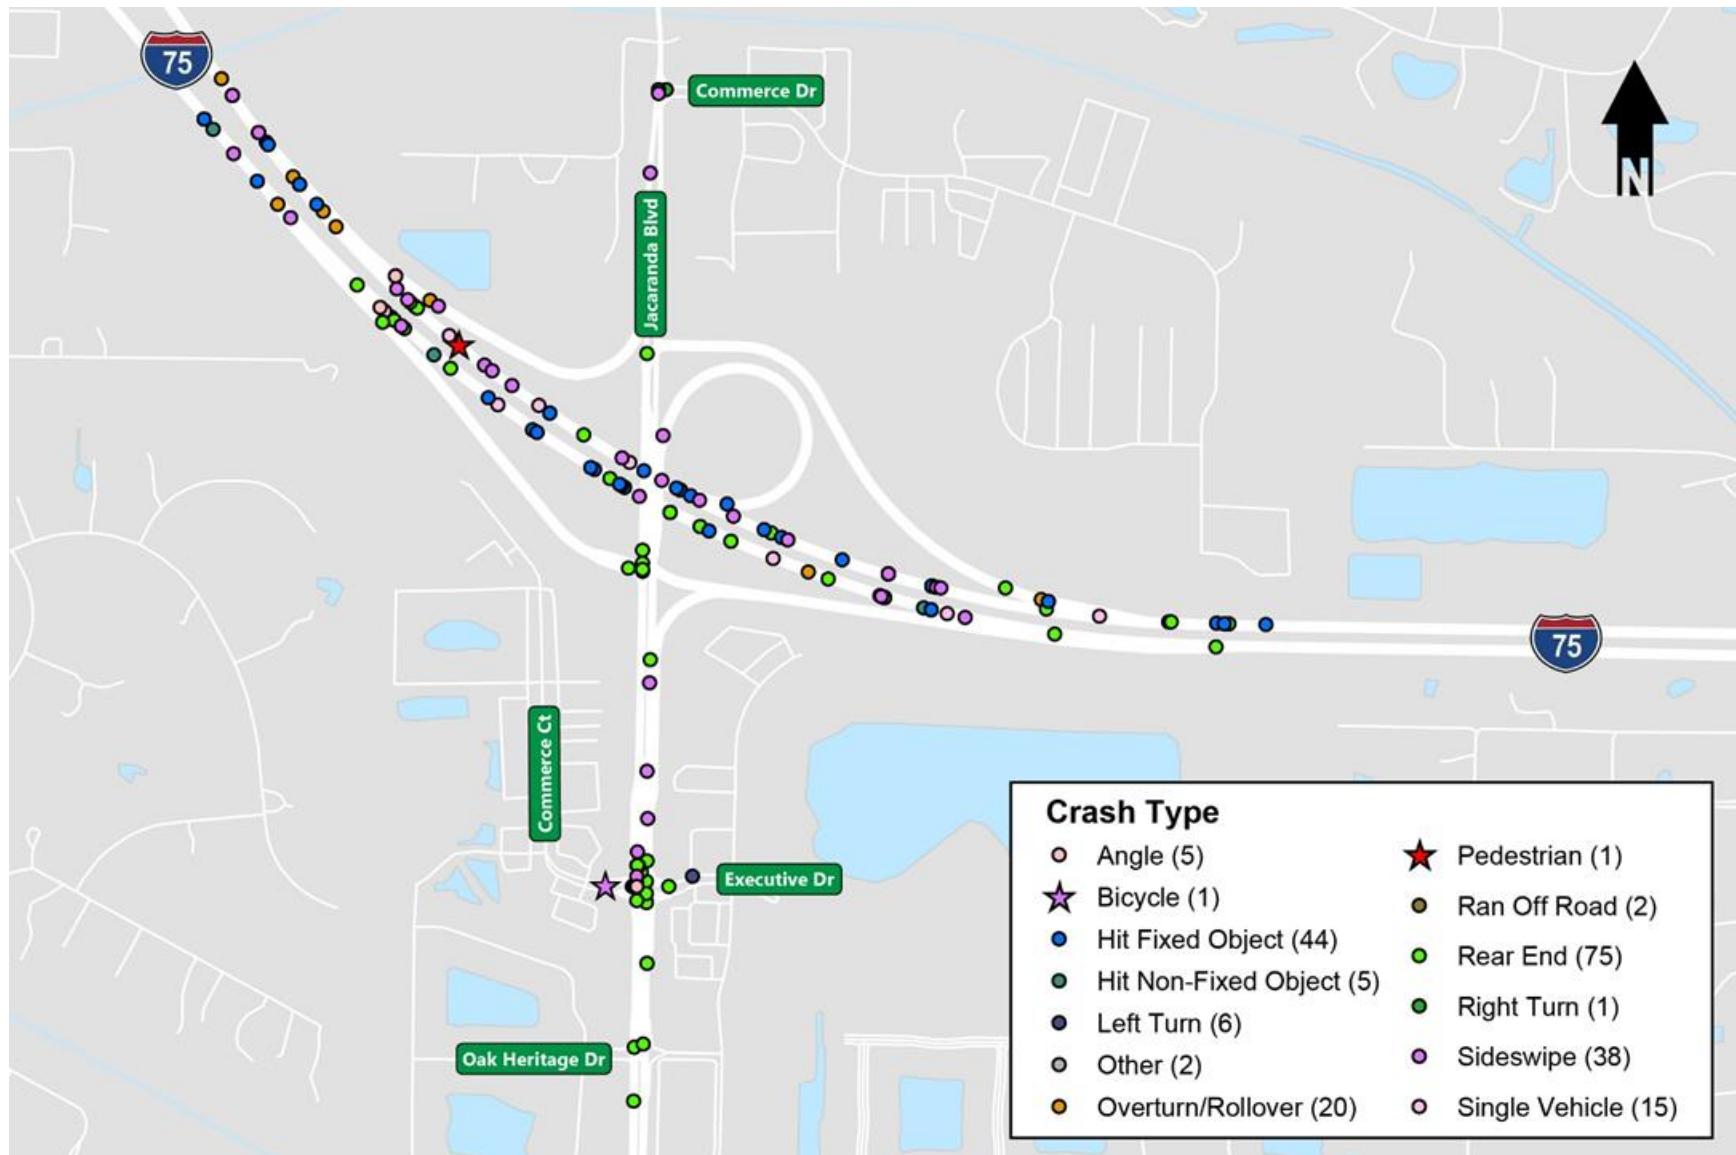 75
Commerce Dr
N
Jacaranda Blvd
75
Commerce Ct
Executive Dr
Oak Heritage Dr
Crash Type
Angle (5)
Bicycle (1)
Hit Fixed Object (44)
Hit Non-Fixed Object (5)
Left Turn (6)
Other (2)
Overturn/Rollover (20)
Pedestrian (1)
Ran Off Road (2)
Rear End (75)
Right Turn (1)
Sideswipe (38)
Single Vehicle (15)